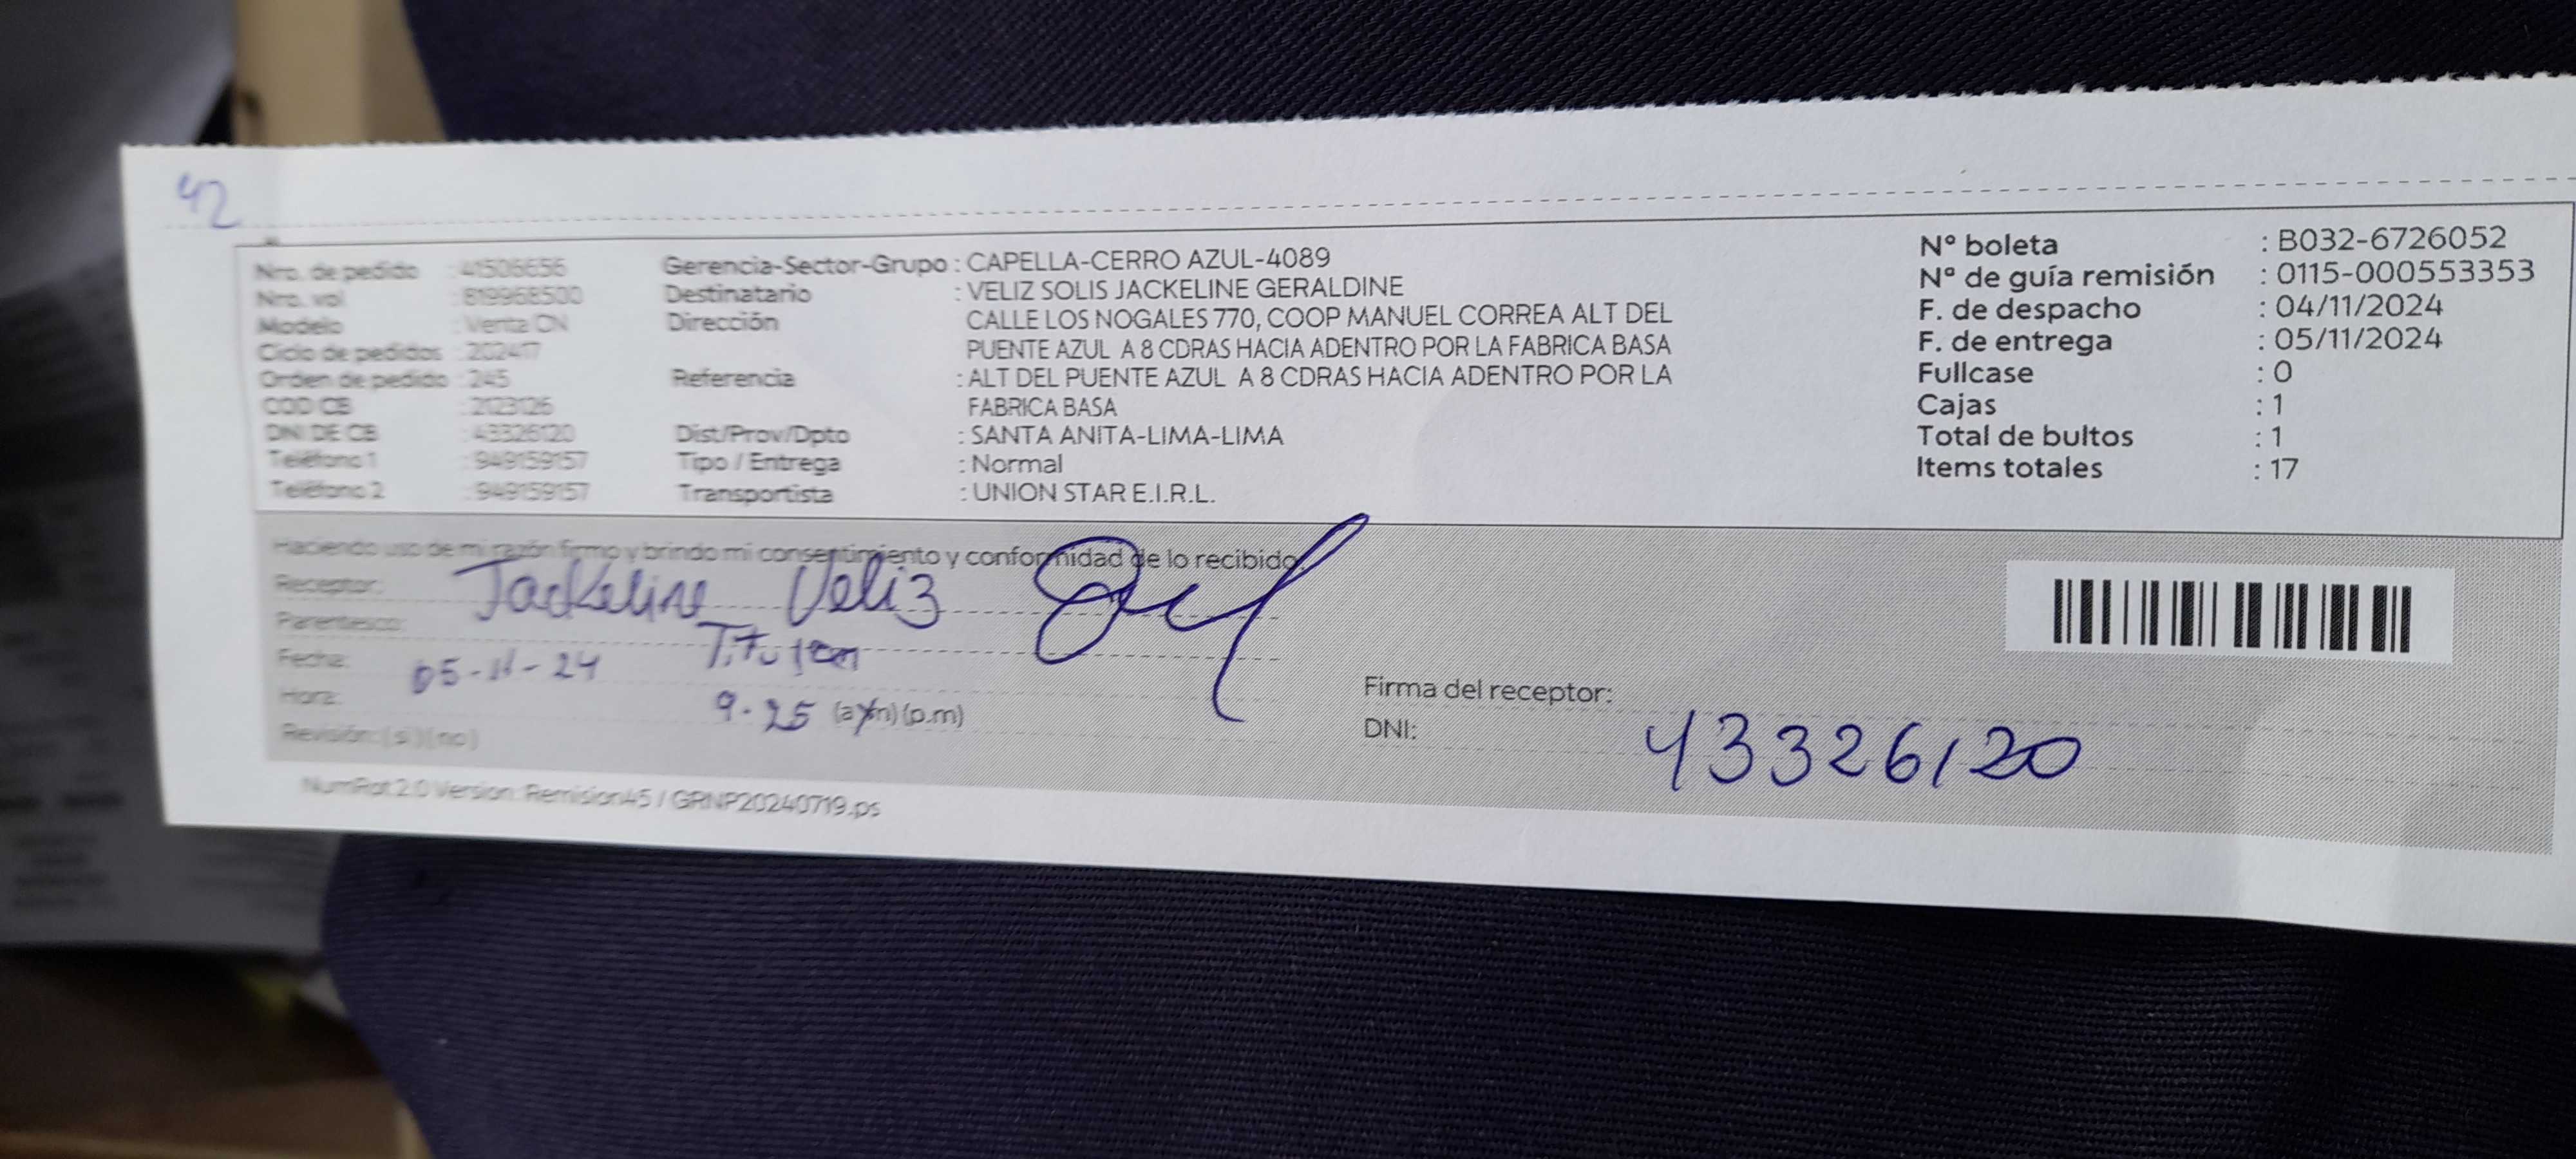 42
Nro. de pedido : 41506656
Nro. vol : 819968500
Modelo : Venta CN
Ciclo de pedidos : 202417
Orden de pedido : 245
COD CB : 2123126
DNI DE CB : 43326120
Teléfono 1 : 949159157
Teléfono 2 : 949159157
Gerencia-Sector-Grupo : CAPELLA-CERRO AZUL-4089
Destinatario : VELIZ SOLIS JACKELINE GERALDINE
Dirección CALLE LOS NOGALES 770, COOP MANUEL CORREA ALT DEL
PUENTE AZUL A 8 CDRAS HACIA ADENTRO POR LA FABRICA BASA
Referencia : ALT DEL PUENTE AZUL A 8 CDRAS HACIA ADENTRO POR LA
FABRICA BASA
Dist/Prov/Dpto : SANTA ANITA-LIMA-LIMA
Tipo / Entrega : Normal
Transportista : UNION STAR E.I.R.L.
N° boleta : B032-6726052
N° de guía remisión : 0115-000553353
F. de despacho : 04/11/2024
F. de entrega : 05/11/2024
Fullcase : 0
Cajas : 1
Total de bultos : 1
Items totales : 17
Haciendo uso de mi razón firmo y brindo mi consentimiento y conformidad de lo recibido.
Receptor: Jackeline Veliz
Parentesco: Titular
Fecha: 05-11-24
Hora: 9.25 (a.m) (p.m)
Revisión: (si) (no)
Firma del receptor:
DNI: 43326120
NumRot 2.0 Version: Remision45 / GRNP20240719.ps